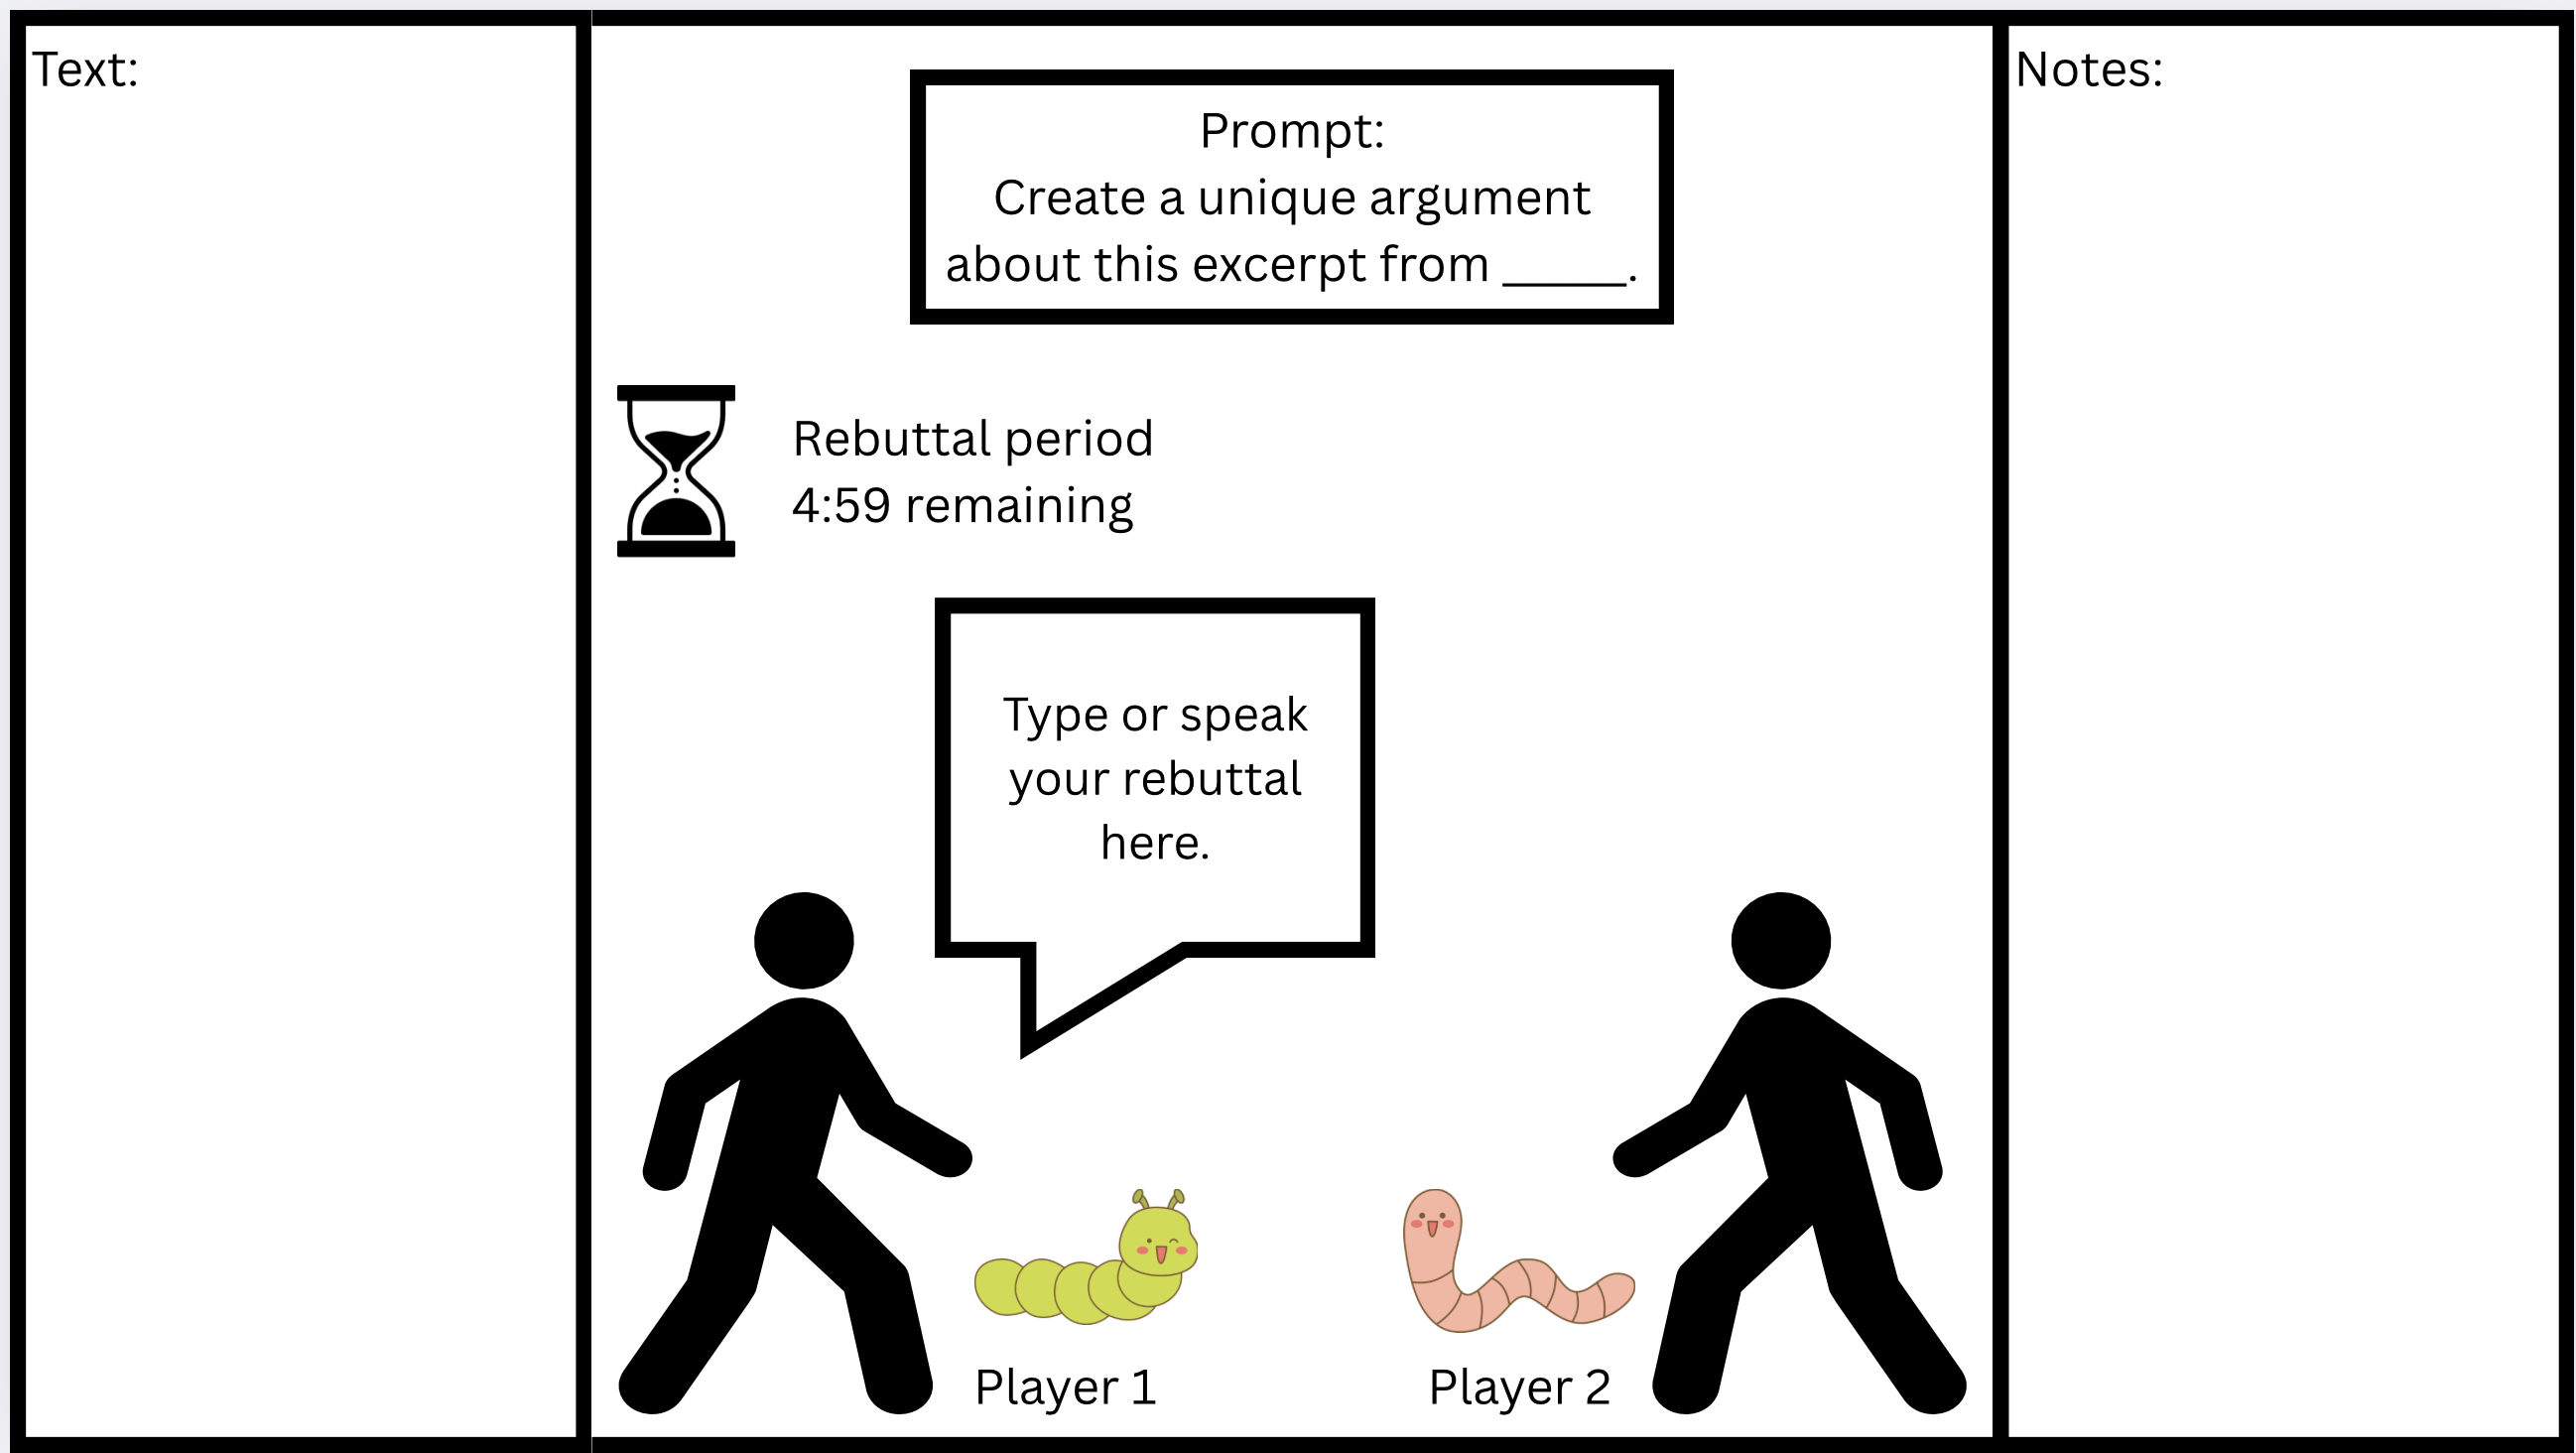 Text:
Prompt:
Create a unique argument
about this excerpt from _____.
Notes:
Rebuttal period
4:59 remaining
Type or speak
your rebuttal
here.
Player 1
Player 2